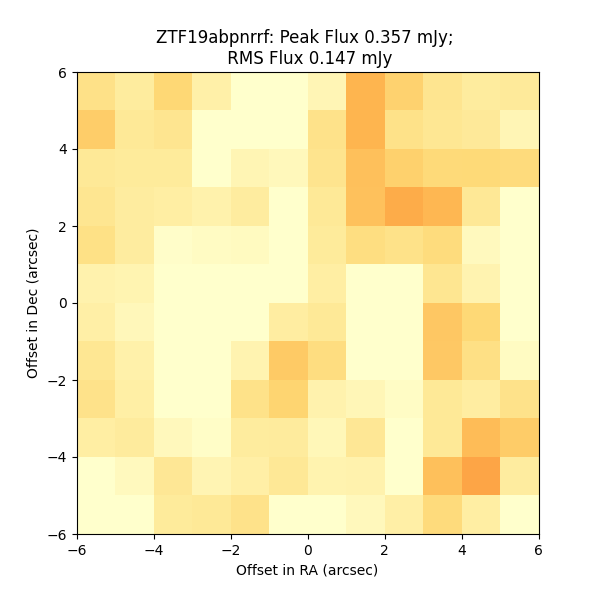 ZTF19abpnrrf: Peak Flux 0.357 mJy;
RMS Flux 0.147 mJy
6
4
2
0
−2
−4
−6
Offset in Dec (arcsec)
−6 −4 −2 0 2 4 6
Offset in RA (arcsec)